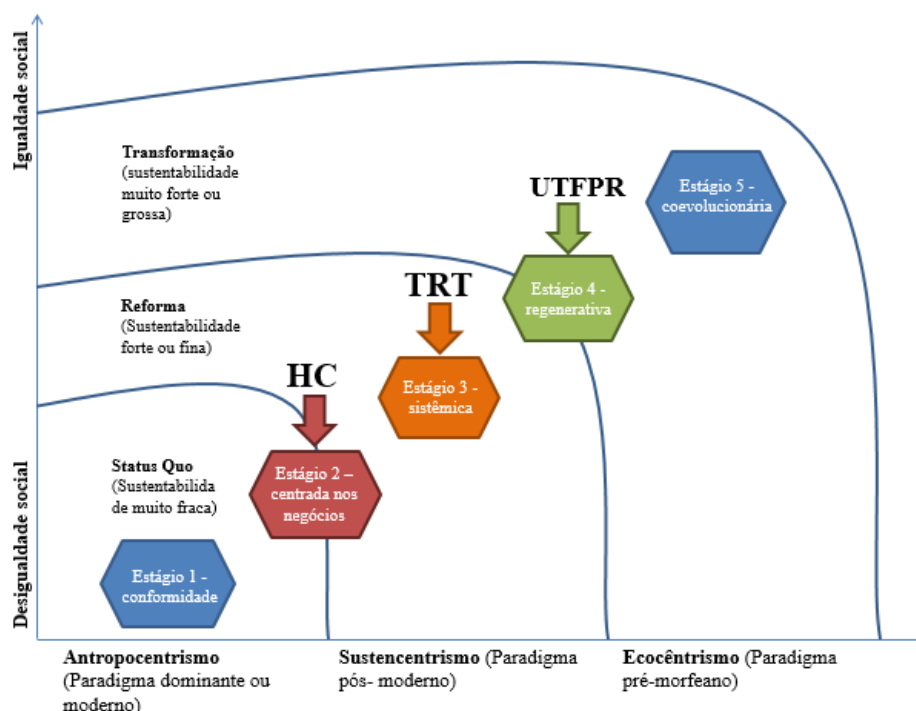 Igualdade social
Transformação
(sustentabilidade
muito forte ou
grossa)
UTFPR
Estágio 5 -
coevolucionária
Reforma
(Sustentabilidade
forte ou fina)
TRT
Estágio 4 -
regenerativa
HC
Estágio 3 -
sistêmica
Desigualdade social
Status Quo
(Sustentabilida
de muito fraca)
Estágio 2 –
centrada nos
negócios
Estágio 1 -
conformidade
Antropocentrismo
(Paradigma dominante ou
moderno)
Sustencentrismo (Paradigma
pós- moderno)
Ecocêntrismo (Paradigma
pré-morfeano)